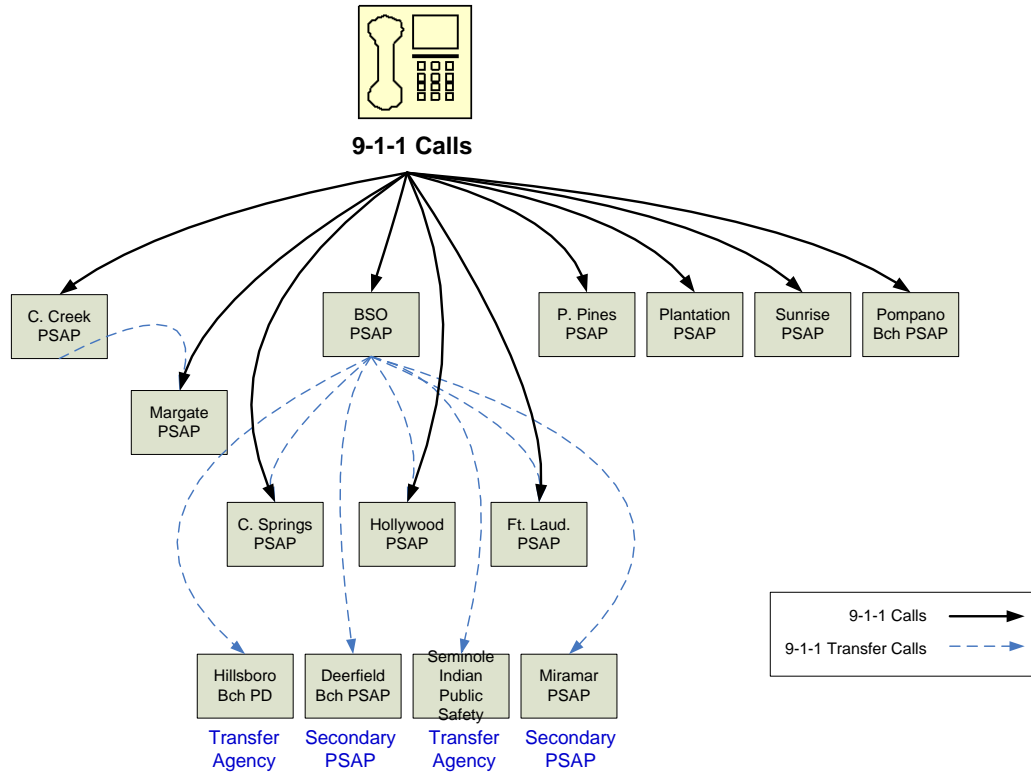 9-1-1 Calls
C. Creek
PSAP
BSO
PSAP
P. Pines
PSAP
Plantation
PSAP
Sunrise
PSAP
Pompano
Bch PSAP
Margate
PSAP
C. Springs
PSAP
Hollywood
PSAP
Ft. Laud.
PSAP
9-1-1 Calls
9-1-1 Transfer Calls
Hillsboro
Bch PD
Deerfield
Bch PSAP
Seminole
Indian
Public
Safety
Miramar
PSAP
Transfer
Agency
Secondary
PSAP
Transfer
Agency
Secondary
PSAP